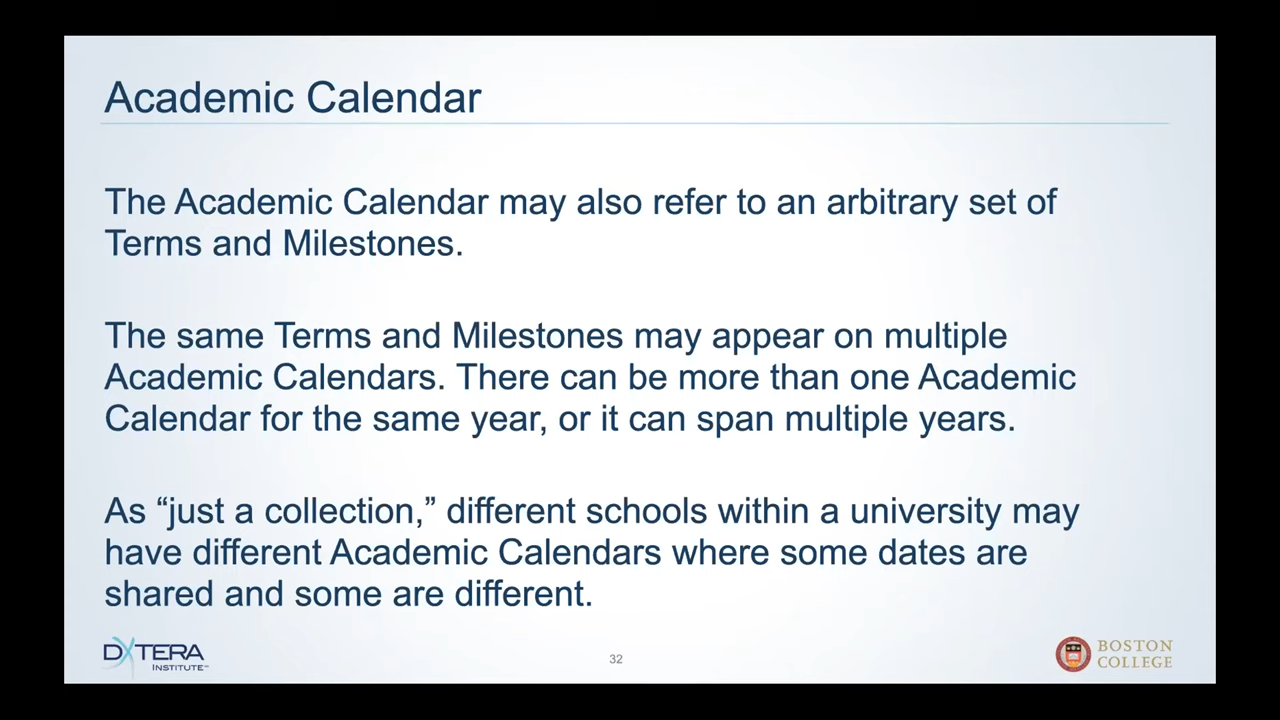 Academic Calendar
The Academic Calendar may also refer to an arbitrary set of
Terms and Milestones.
The same Terms and Milestones may appear on multiple
Academic Calendars. There can be more than one Academic
Calendar for the same year, or it can span multiple years.
As “just a collection,” different schools within a university may
have different Academic Calendars where some dates are
shared and some are different.
DXTERA
INSTITUTE™
32
BOSTON
COLLEGE